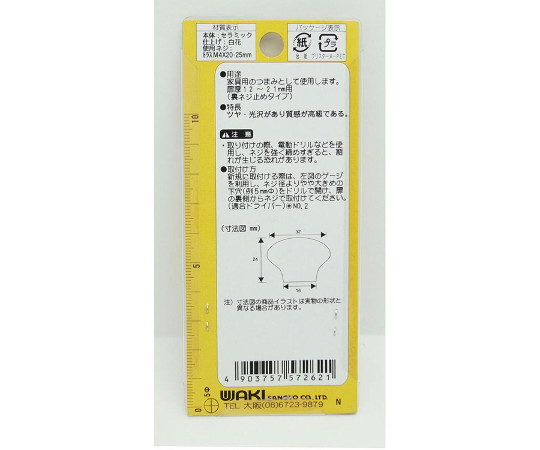 材質表示
本体:セラミック
仕上げ:白花
使用ネジ:
トラスM4X20・25mm
パッケージ表示
紙 プラ
台紙 ブリスターA-PET
●用途
家具用のつまみとして使用します。
扉厚12〜21mm用
(裏ネジ止めタイプ)
●特長
ツヤ・光沢があり質感が高級である。
注意
・取り付けの際、電動ドリルなどを使
用し、ネジを強く締めすぎると、割
れが生じる恐れがあります。
●取付け方
新規に取付ける際は、左図のゲージ
を利用し、ネジ径よりやや大きめの
下穴(例5mmΦ)をドリルで開け、扉
の裏側からネジで取付けてください。
(適合ドライバー)⊕NO.2
(寸法図 mm)
32
24
16
注)寸法図の商品イラストは実物の形状と
異なる場合があります。
4 903757 572621
WAKI SANGYO CO.,LTD.
TEL 大阪(06)6723-9879
N
10
5
0
5Φ